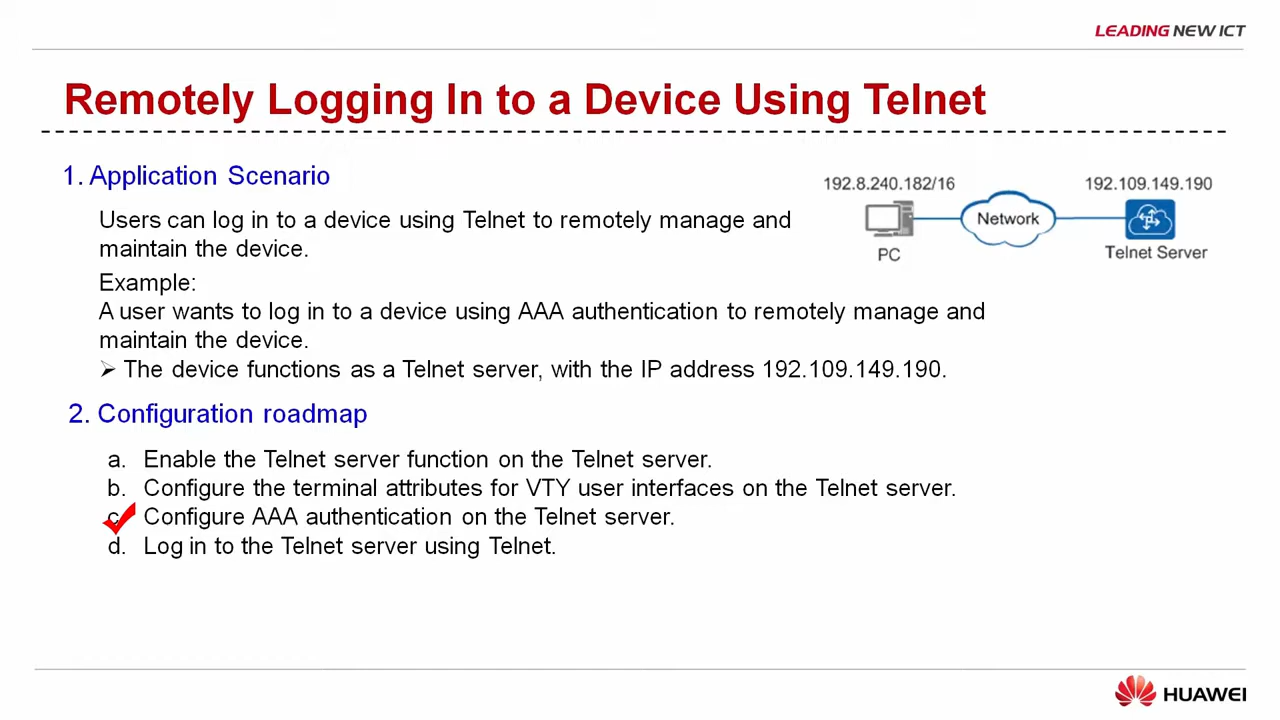 LEADING NEW ICT
Remotely Logging In to a Device Using Telnet
1. Application Scenario
Users can log in to a device using Telnet to remotely manage and
maintain the device.
Example:
A user wants to log in to a device using AAA authentication to remotely manage and
maintain the device.
➢ The device functions as a Telnet server, with the IP address 192.109.149.190.
192.8.240.182/16
192.109.149.190
Network
PC
Telnet Server
2. Configuration roadmap
a. Enable the Telnet server function on the Telnet server.
b. Configure the terminal attributes for VTY user interfaces on the Telnet server.
c. Configure AAA authentication on the Telnet server.
d. Log in to the Telnet server using Telnet.
HUAWEI